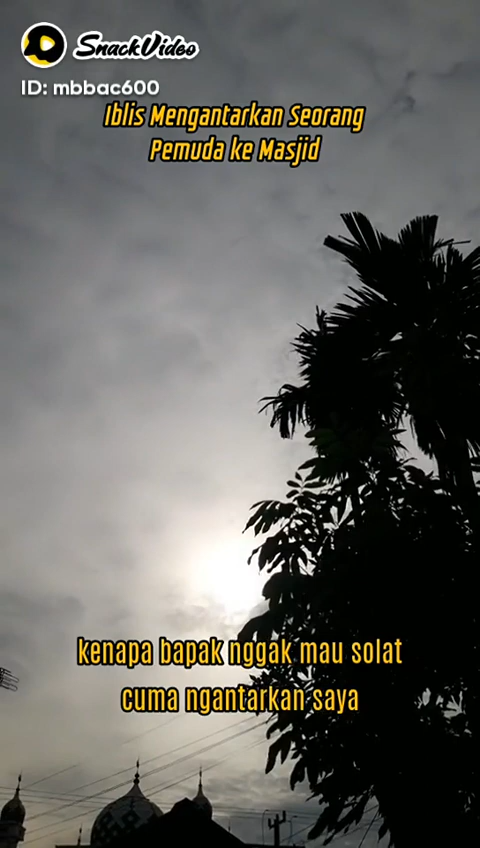 SnackVideo
ID: mbbac600
Iblis Mengantarkan Seorang
Pemuda ke Masjid
kenapa bapak nggak mau solat
cuma ngantarkan saya